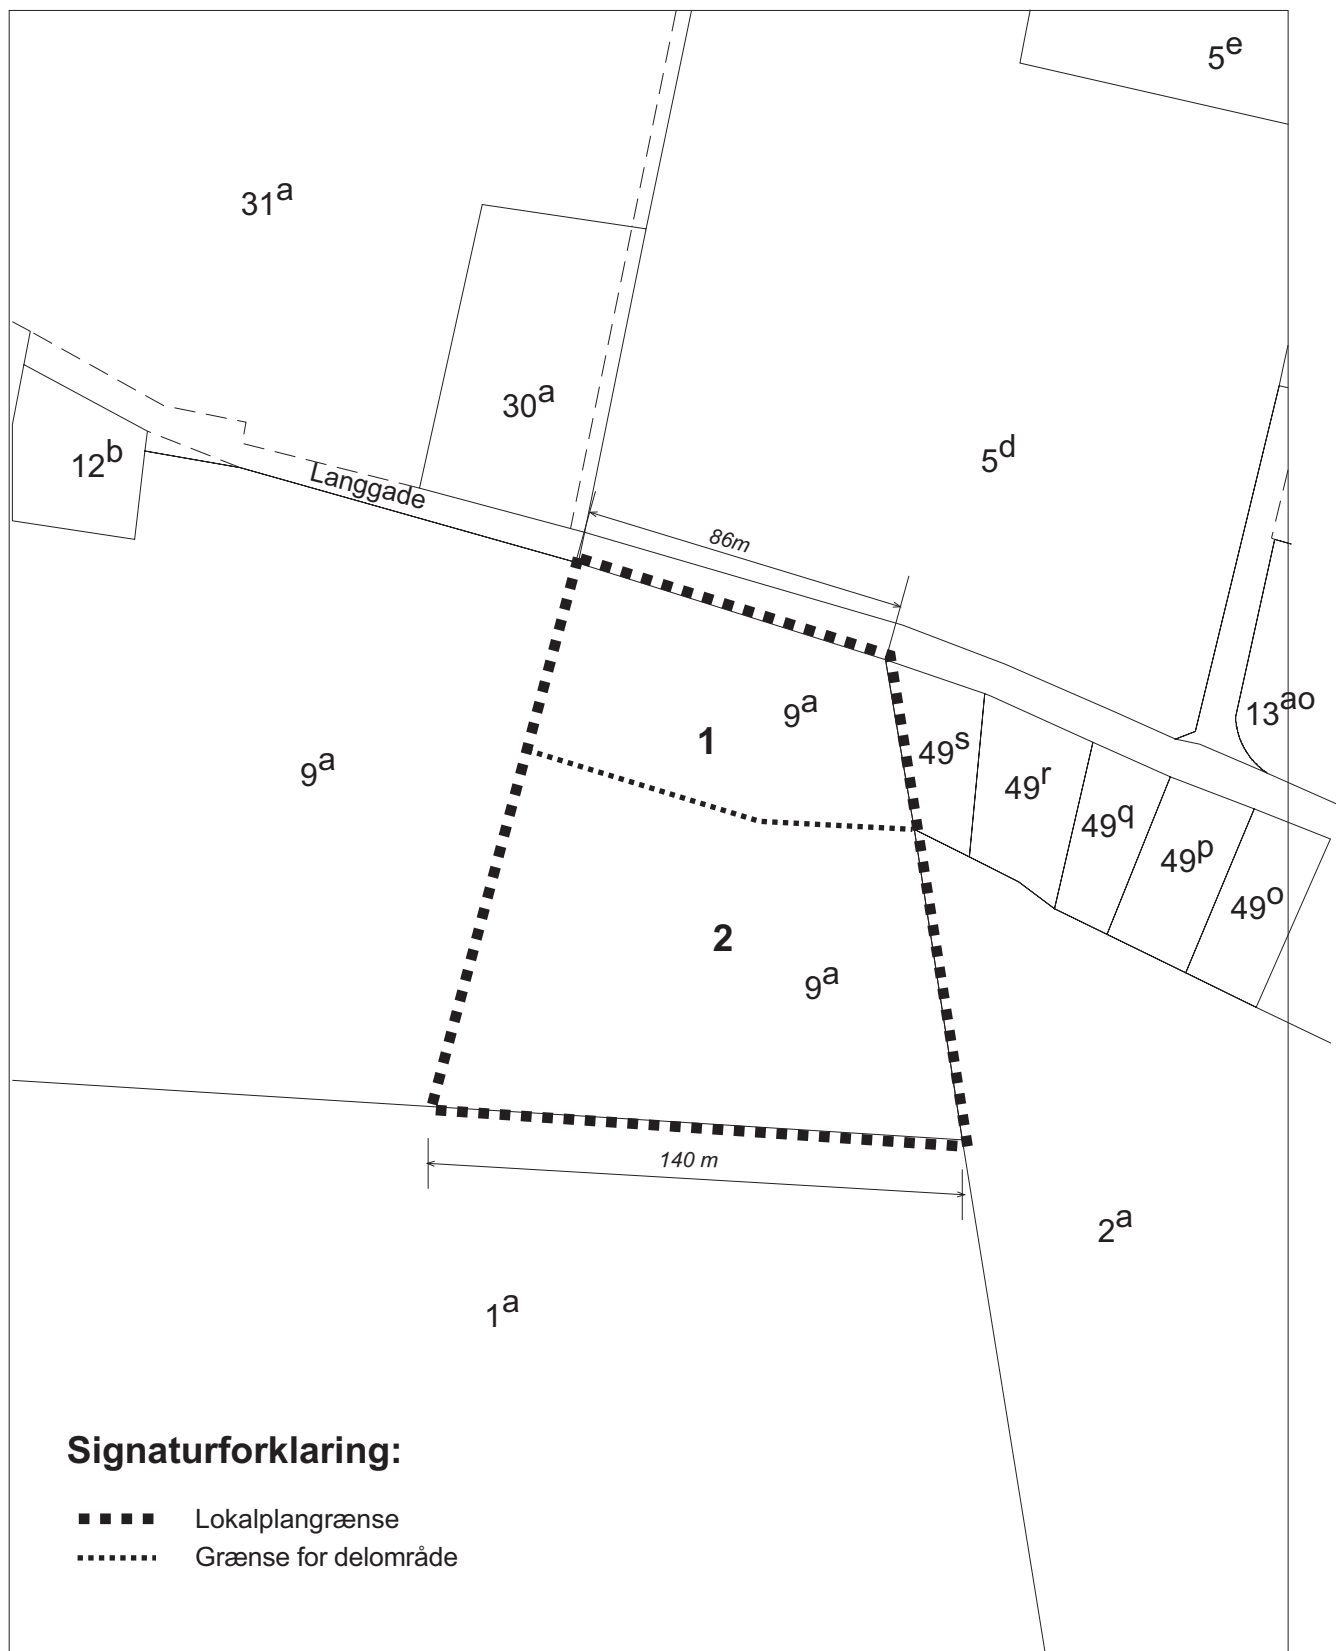 5e
31a
30a
12b
Langgade
5d
86m
9a
13ao
1
49s
9a
49r
49q
49p
49o
2
9a
140 m
2a
1a
Signaturforklaring:
Lokalplangrænse
Grænse for delområde